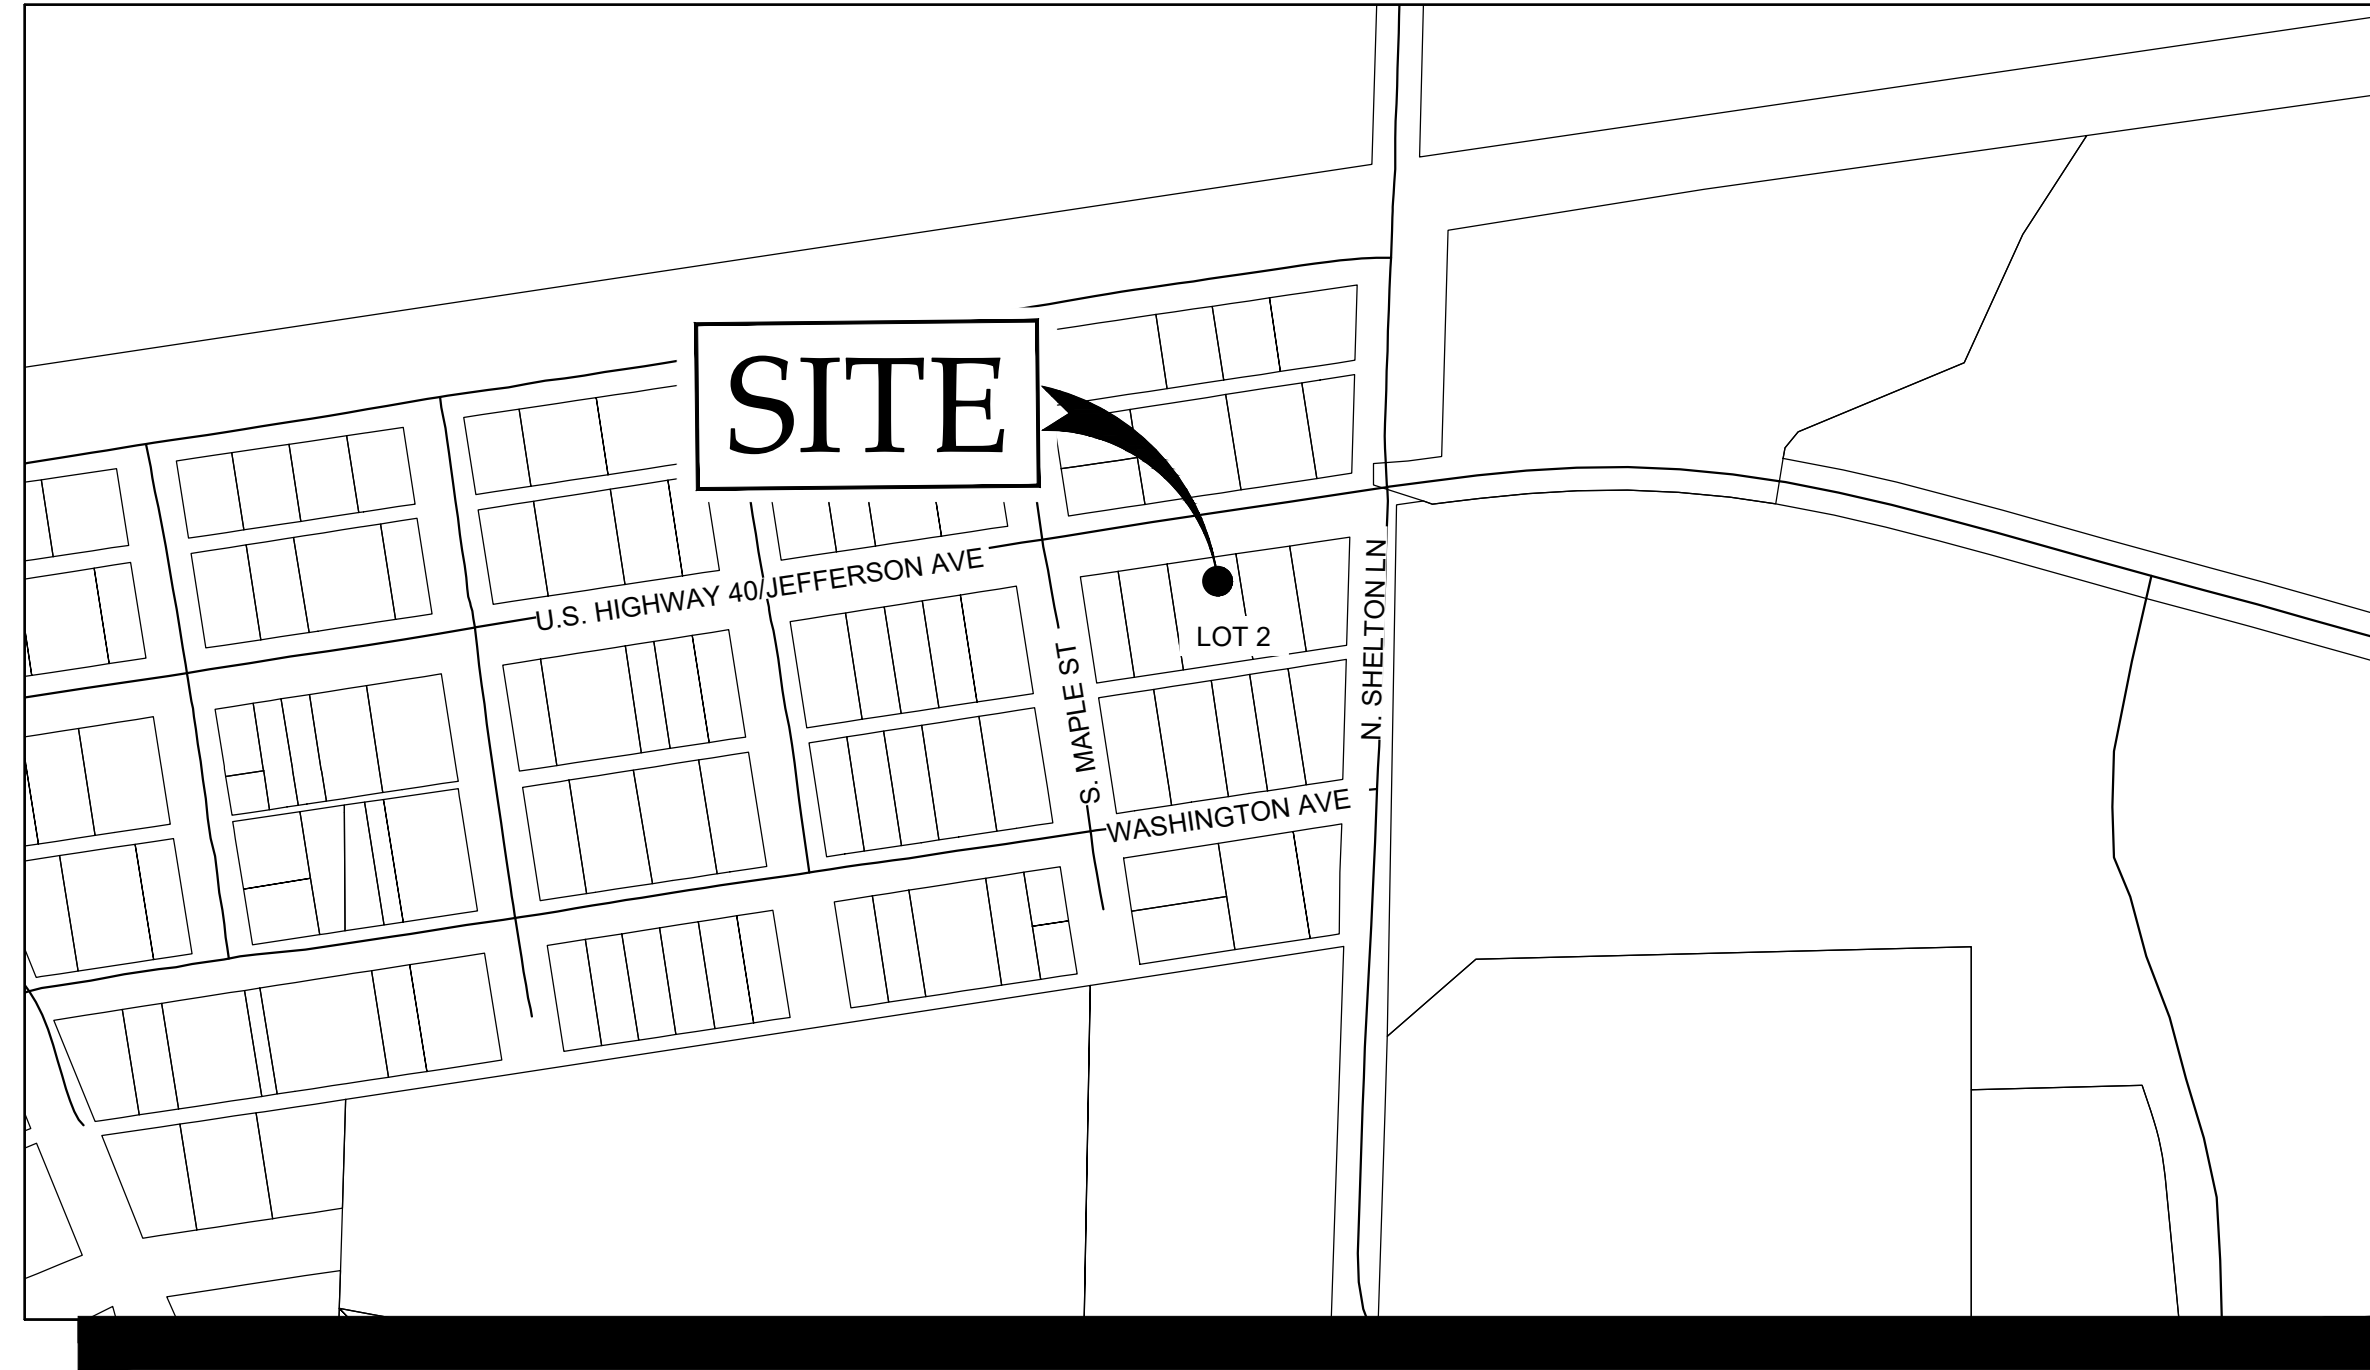 SITE
U.S. HIGHWAY 40/JEFFERSON AVE
LOT 2
N. SHELTON LN
S. MAPLE ST
WASHINGTON AVE